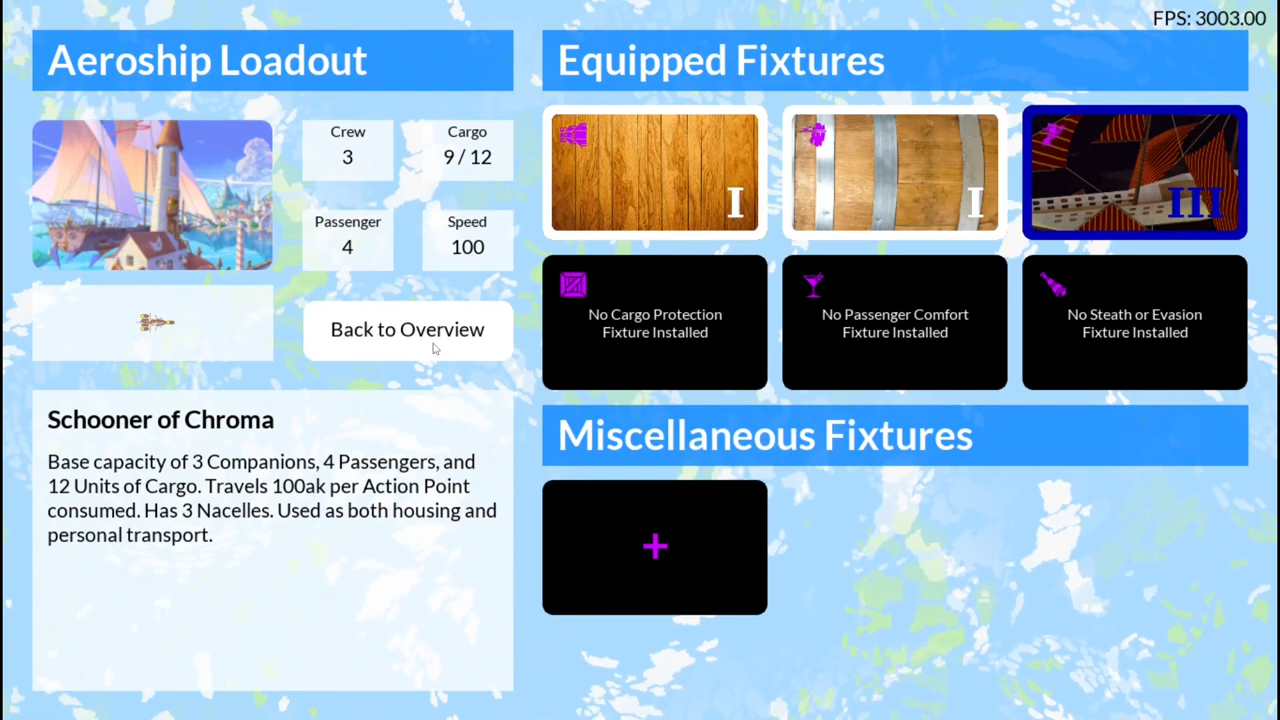 FPS: 3003.00
Aeroship Loadout
Crew
3
Cargo
9 / 12
Passenger
4
Speed
100
Back to Overview
Schooner of Chroma
Base capacity of 3 Companions, 4 Passengers, and
12 Units of Cargo. Travels 100ak per Action Point
consumed. Has 3 Nacelles. Used as both housing and
personal transport.
Equipped Fixtures
I
I
III
No Cargo Protection
Fixture Installed
No Passenger Comfort
Fixture Installed
No Steath or Evasion
Fixture Installed
Miscellaneous Fixtures
+